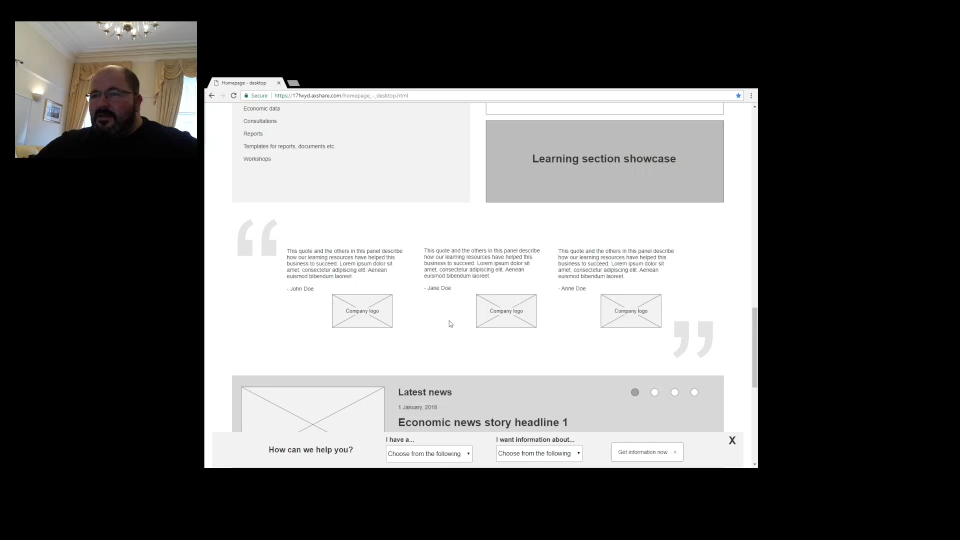 Homepage - desktop
Secure
https://17fwyd.axshare.com/homepage_-_desktop.html
Economic data
Consultations
Reports
Templates for reports, documents etc.
Workshops
Learning section showcase
“
This quote and the others in this panel describe
how our learning resources have helped this
business to succeed. Lorem ipsum dolor sit
amet, consectetur adipiscing elit. Aenean
euismod bibendum laoreet
- John Doe
Company logo
This quote and the others in this panel describe
how our learning resources have helped this
business to succeed. Lorem ipsum dolor sit
amet, consectetur adipiscing elit. Aenean
euismod bibendum laoreet
- Jane Doe
Company logo
This quote and the others in this panel describe
how our learning resources have helped this
business to succeed. Lorem ipsum dolor sit
amet, consectetur adipiscing elit. Aenean
euismod bibendum laoreet
- Anne Doe
Company logo
”
Latest news
1 January, 2018
Economic news story headline 1
How can we help you?
I have a...
Choose from the following
I want information about...
Choose from the following
Get information now >
X